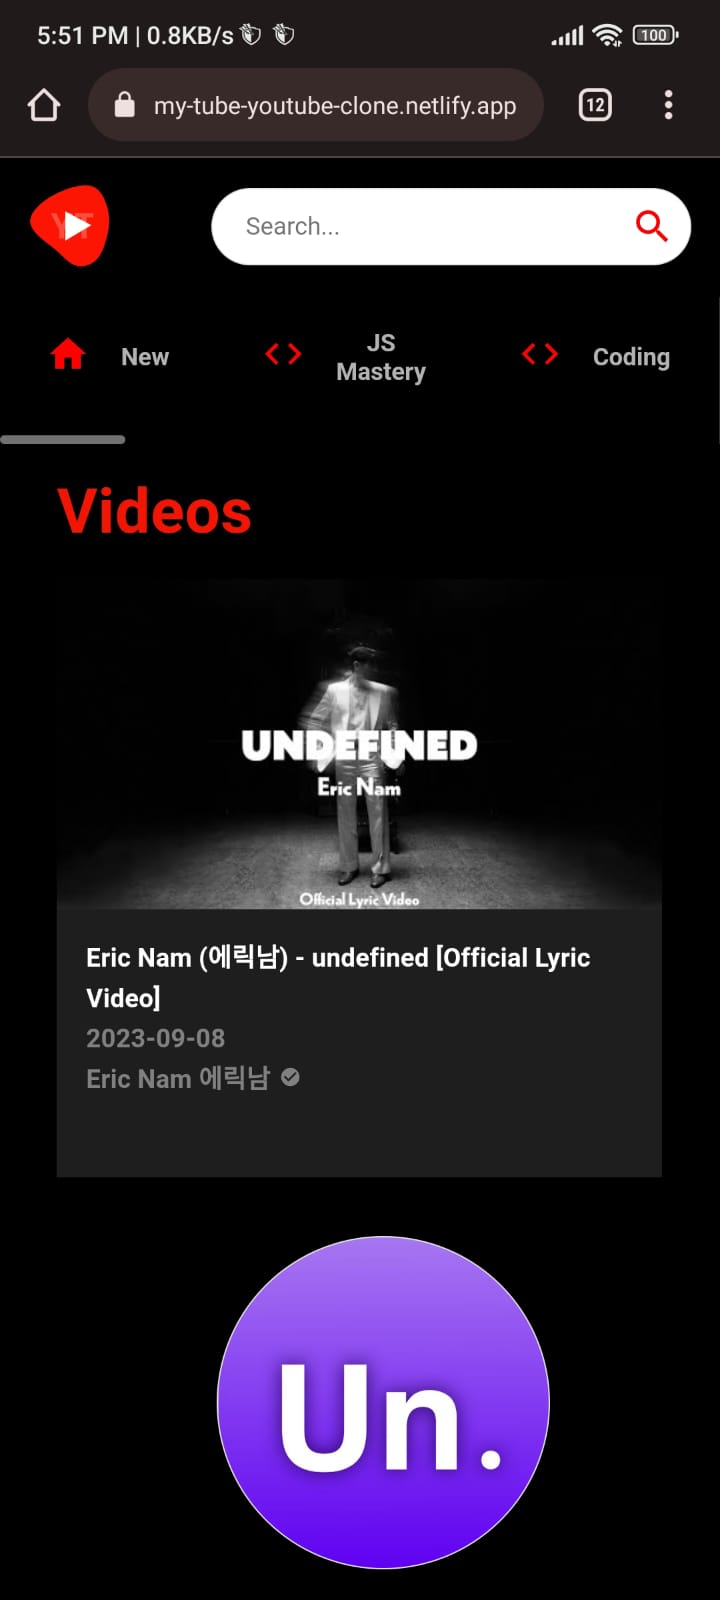 5:51 PM | 0.8KB/s
100
my-tube-youtube-clone.netlify.app
12
YT
Search...
New
JS
Mastery
Coding
Videos
UNDEFINED
Eric Nam
Official Lyric Video
Eric Nam (에릭남) - undefined [Official Lyric
Video]
2023-09-08
Eric Nam 에릭남
Un.